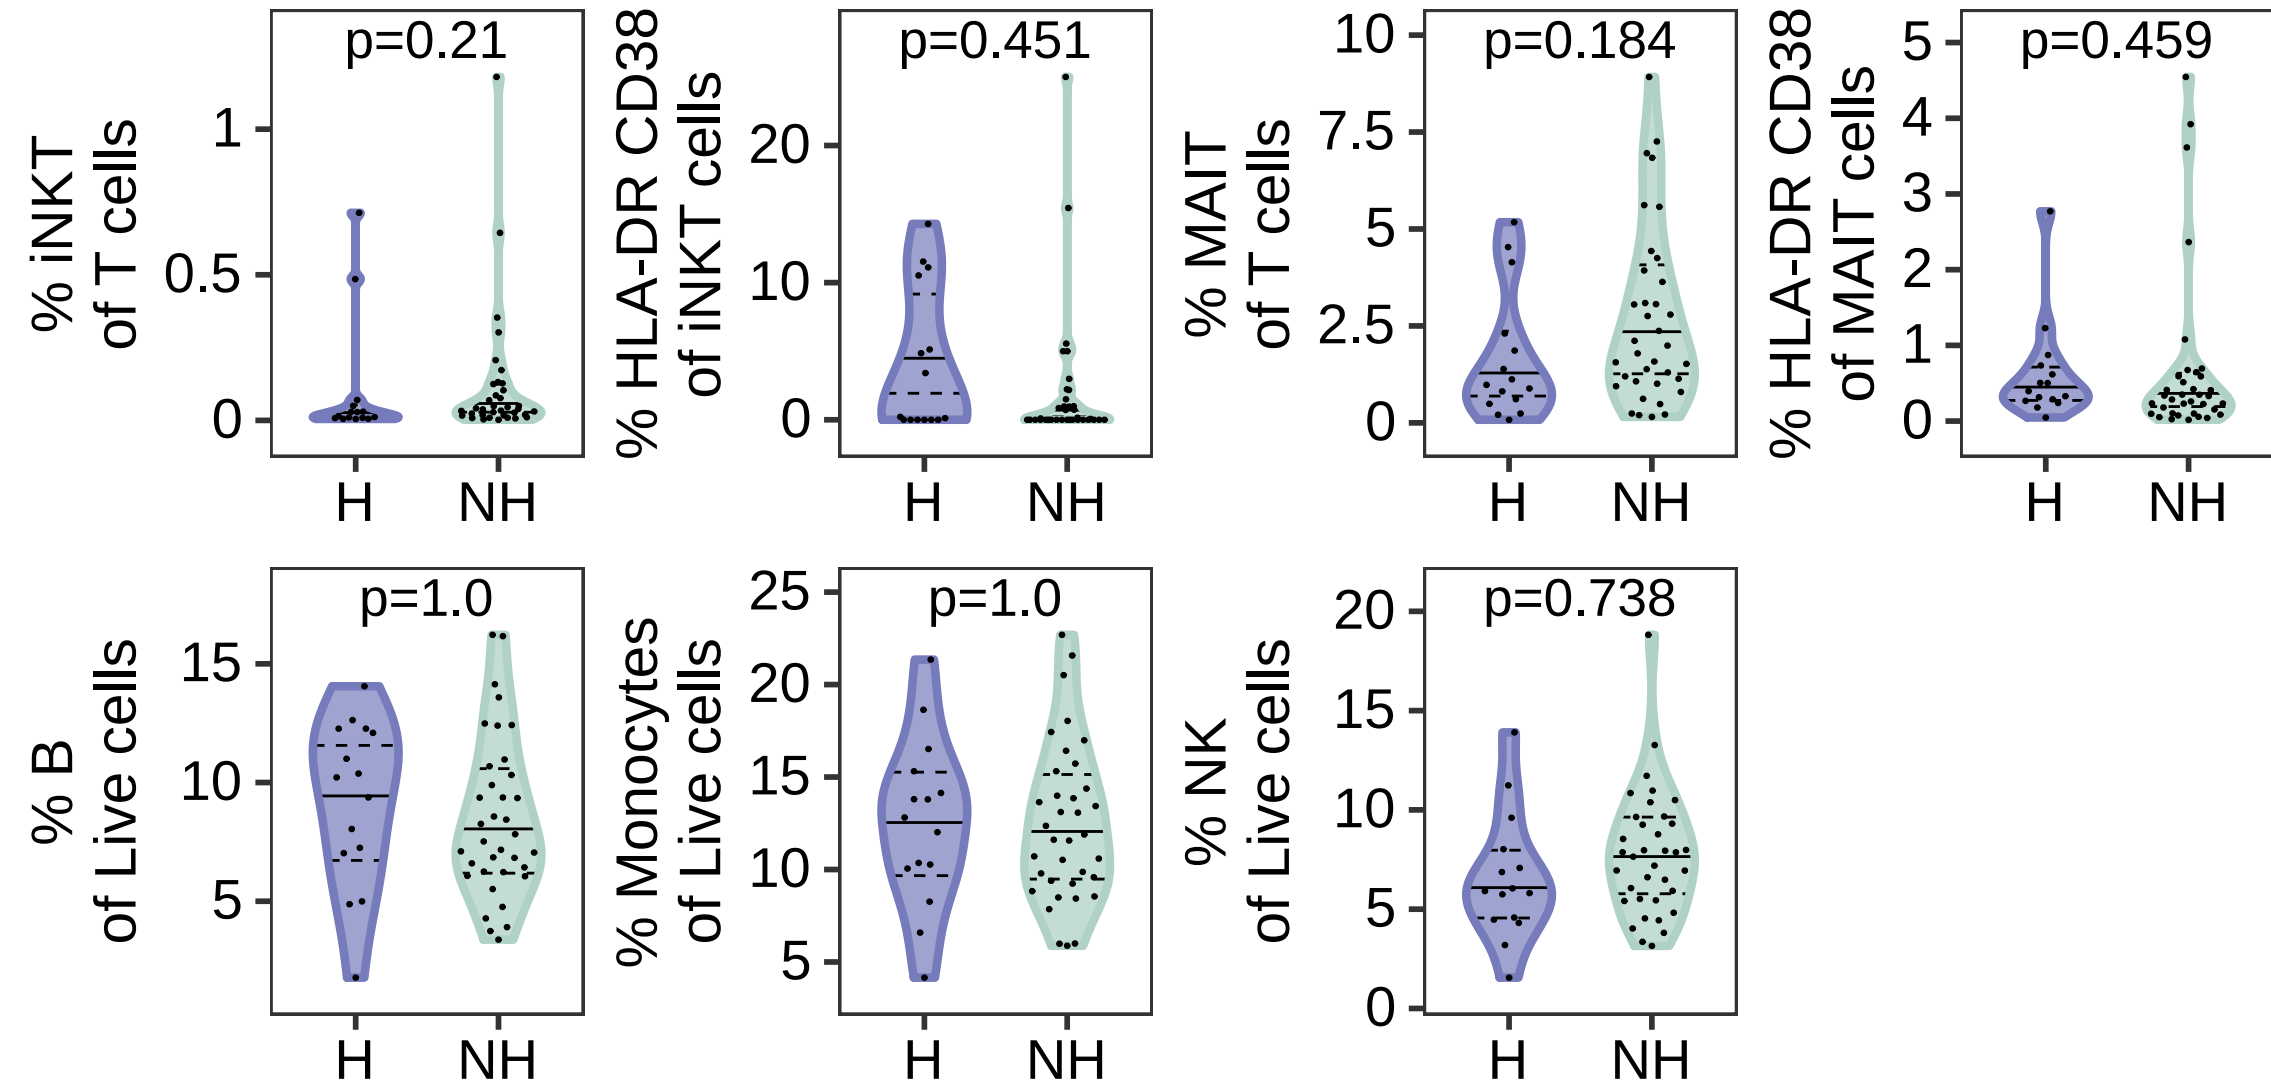 % iNKT
of T cells
p=0.21
1
0.5
0
H NH
% HLA-DR CD38
of iNKT cells
p=0.451
20
10
0
H NH
% MAIT
of T cells
p=0.184
10
7.5
5
2.5
0
H NH
% HLA-DR CD38
of MAIT cells
p=0.459
5
4
3
2
1
0
H NH
% B
of Live cells
p=1.0
15
10
5
H NH
% Monocytes
of Live cells
p=1.0
25
20
15
10
5
H NH
% NK
of Live cells
p=0.738
20
15
10
5
0
H NH